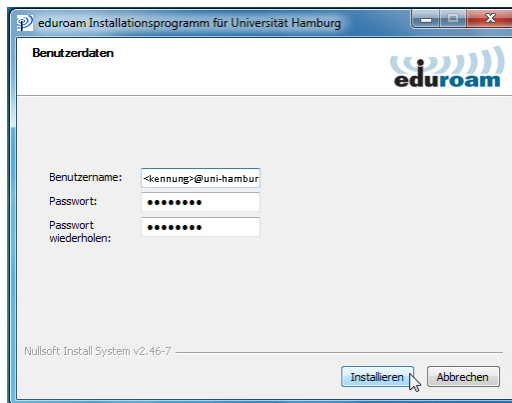 eduroam Installationsprogramm für Universität Hamburg
Benutzerdaten
eduroam
Benutzername:
<kennung>@uni-hambur
Passwort:
••••••••
Passwort
wiederholen:
••••••••
Nullsoft Install System v2.46-7
Installieren
Abbrechen